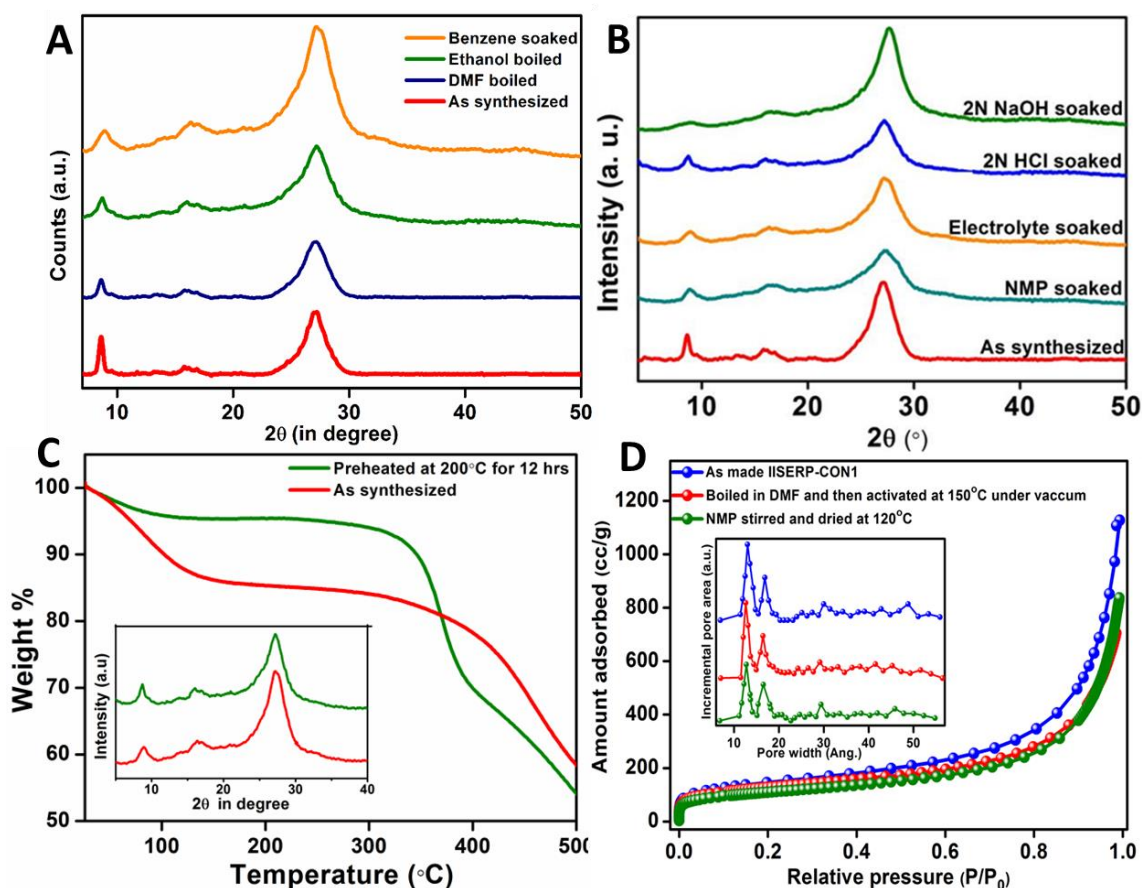 A
Benzene soaked
Ethanol boiled
DMF boiled
As synthesized
Counts (a.u.)
10 20 30 40 50
2θ (in degree)
B
2N NaOH soaked
2N HCl soaked
Electrolyte soaked
NMP soaked
As synthesized
Intensity (a. u.)
10 20 30 40 50
2θ (°)
C
Preheated at 200°C for 12 hrs
As synthesized
100
90
80
70
60
50
Weight %
Intensity (a.u)
10 20 30 40
2θ in degree
100 200 300 400 500
Temperature (°C)
D
As made IISERP-CON1
Boiled in DMF and then activated at 150°C under vaccum
NMP stirred and dried at 120°C
1200
1000
800
600
400
200
0
Amount adsorbed (cc/g)
Incremental pore area (a.u.)
10 20 30 40 50
Pore width (Ang.)
0.0 0.2 0.4 0.6 0.8 1.0
Relative pressure (P/P₀)